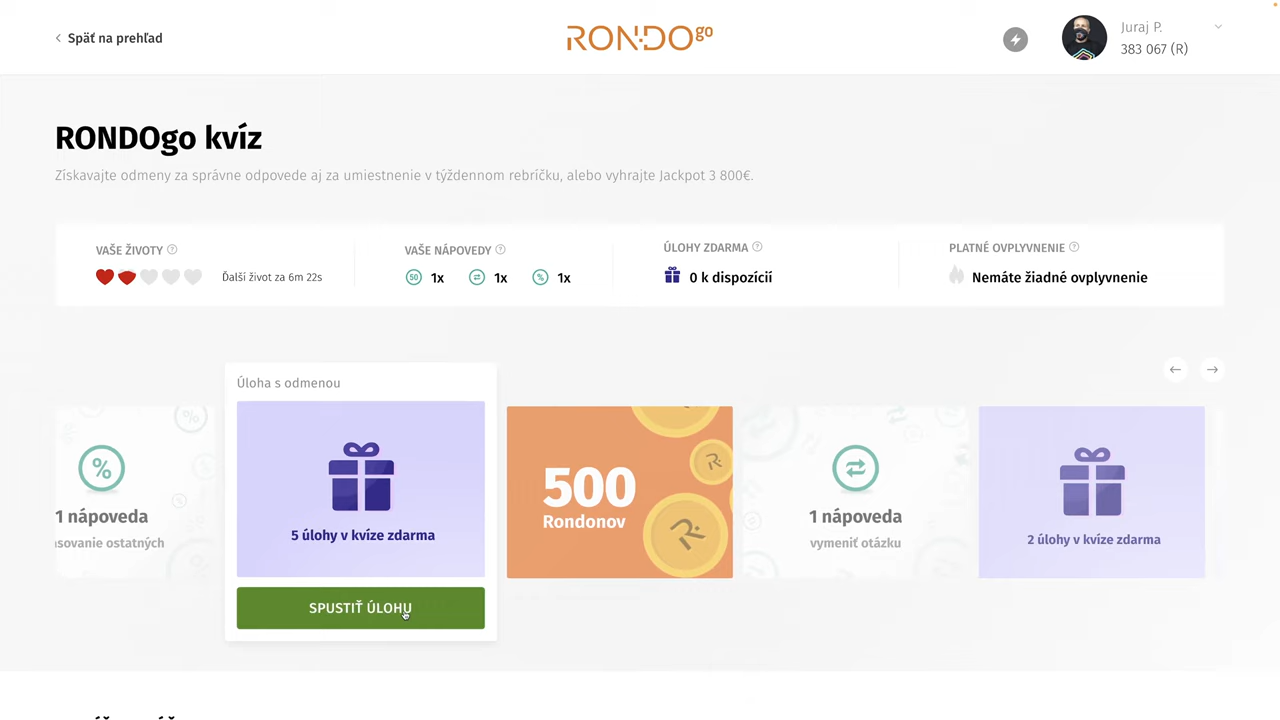 Späť na prehľad
RONDOgo
Juraj P.
383 067 (R)
RONDOgo kvíz
Získavajte odmeny za správne odpovede aj za umiestnenie v týždennom rebríčku, alebo vyhrajte Jackpot 3 800€.
VAŠE ŽIVOTY ?
Ďalší život za 6m 22s
VAŠE NÁPOVEDY ?
50 1x 1x % 1x
ÚLOHY ZDARMA ?
0 k dispozícií
PLATNÉ OVPLYVNENIE ?
Nemáte žiadné ovplyvnenie
%
1 nápoveda
ostatných
Úloha s odmenou
5 úlohy v kvíze zdarma
SPUSTIŤ ÚLOHU
500
Rondonov
1 nápoveda
vymeniť otázku
2 úlohy v kvíze zdarma